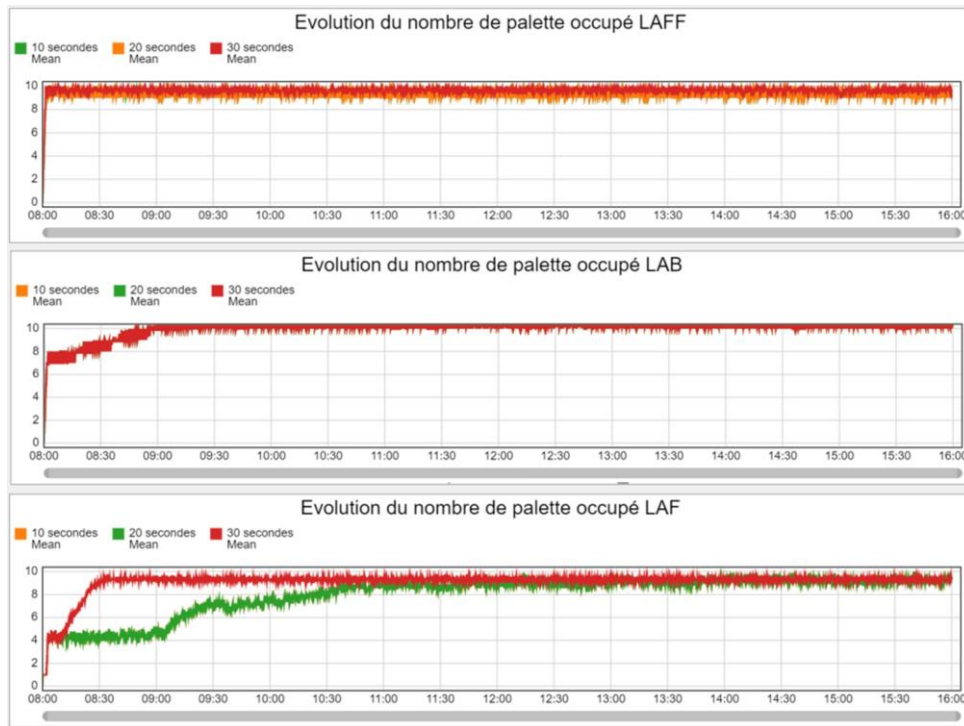 Evolution du nombre de palette occupé LAFF
10 secondes Mean
20 secondes Mean
30 secondes Mean
10
8
6
4
2
0
08:00 08:30 09:00 09:30 10:00 10:30 11:00 11:30 12:00 12:30 13:00 13:30 14:00 14:30 15:00 15:30 16:00
Evolution du nombre de palette occupé LAB
10 secondes Mean
20 secondes Mean
30 secondes Mean
10
8
6
4
2
0
08:00 08:30 09:00 09:30 10:00 10:30 11:00 11:30 12:00 12:30 13:00 13:30 14:00 14:30 15:00 15:30 16:00
Evolution du nombre de palette occupé LAF
10 secondes Mean
20 secondes Mean
30 secondes Mean
10
8
6
4
2
0
08:00 08:30 09:00 09:30 10:00 10:30 11:00 11:30 12:00 12:30 13:00 13:30 14:00 14:30 15:00 15:30 16:00